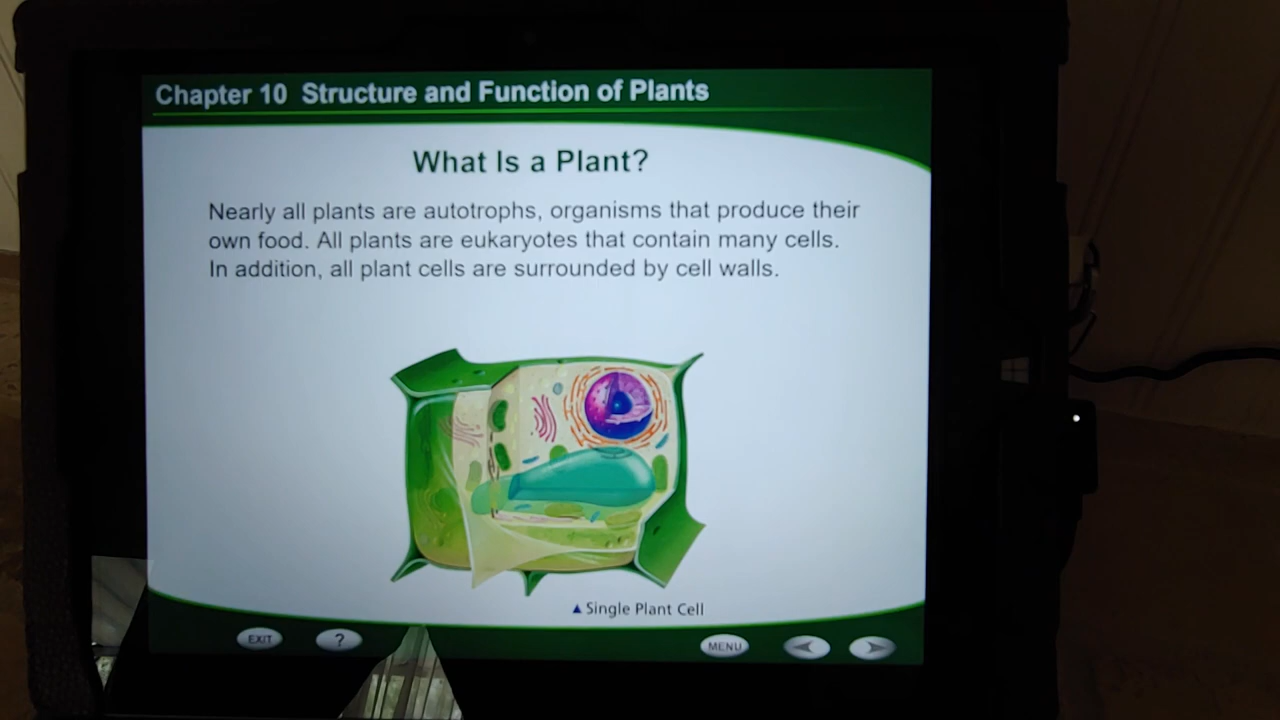 Chapter 10 Structure and Function of Plants
What Is a Plant?
Nearly all plants are autotrophs, organisms that produce their
own food. All plants are eukaryotes that contain many cells.
In addition, all plant cells are surrounded by cell walls.
▲ Single Plant Cell
EXIT
?
MENU